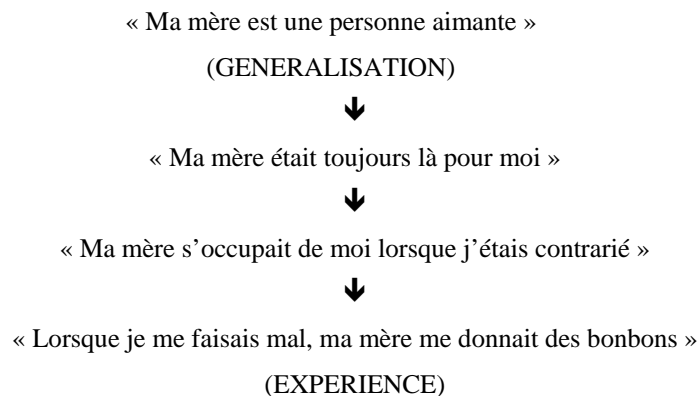 « Ma mère est une personne aimante »
(GENERALISATION)
« Ma mère était toujours là pour moi »
« Ma mère s’occupait de moi lorsque j’étais contrarié »
« Lorsque je me faisais mal, ma mère me donnait des bonbons »
(EXPERIENCE)